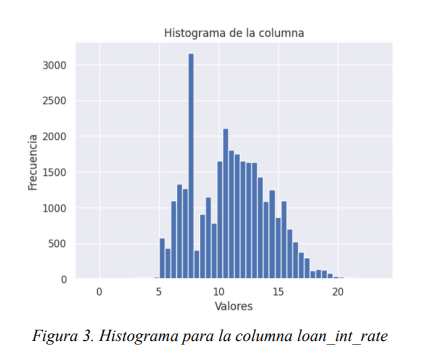 Histograma de la columna
Frecuencia
3000
2500
2000
1500
1000
500
0
0 5 10 15 20
Valores
Figura 3. Histograma para la columna loan_int_rate